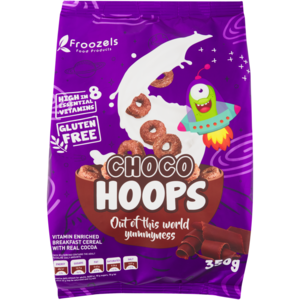 Froozels
Food Products
HIGH IN 8
ESSENTIAL
VITAMINS
GLUTEN
FREE
CHOCO
HOOPS
Out of this world
yummyness
VITAMIN ENRICHED
BREAKFAST CEREAL
WITH REAL COCOA
350g